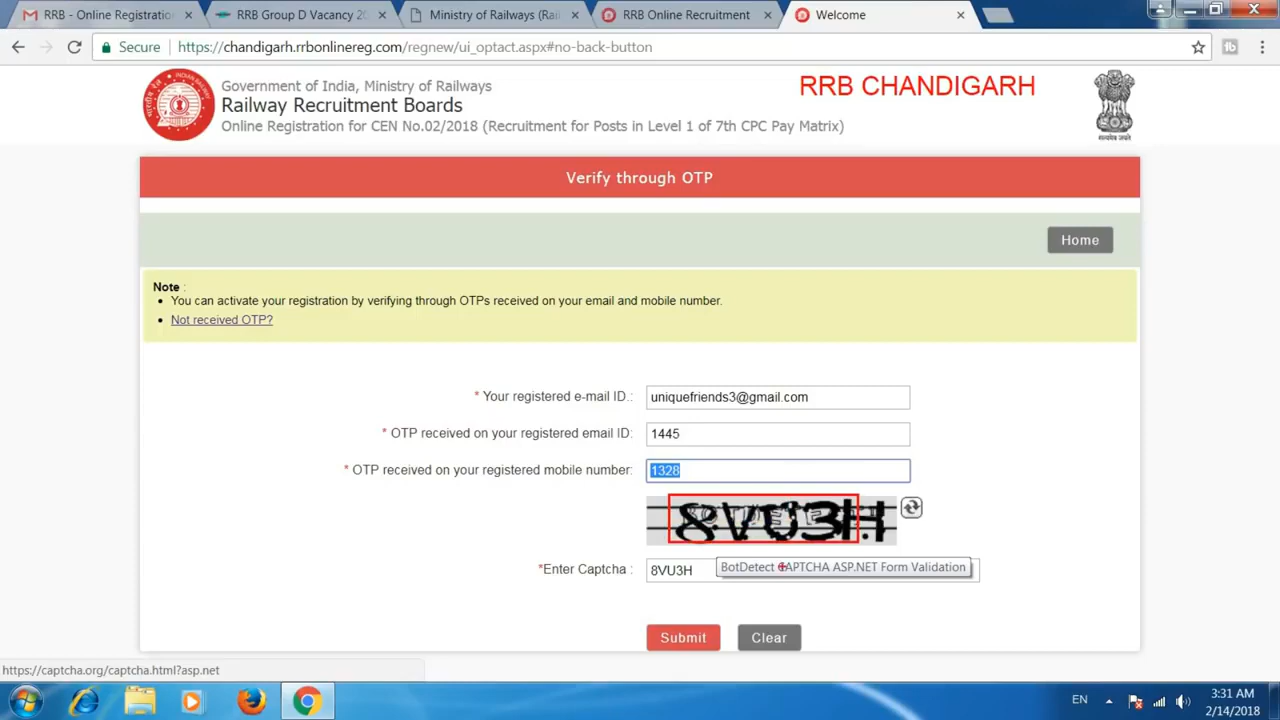 RRB - Online Registration
RRB Group D Vacancy 20
Ministry of Railways (Rai
RRB Online Recruitment
Welcome
Secure
https://chandigarh.rrbonlinereg.com/regnew/ui_optact.aspx#no-back-button
Government of India, Ministry of Railways
Railway Recruitment Boards
Online Registration for CEN No.02/2018 (Recruitment for Posts in Level 1 of 7th CPC Pay Matrix)
RRB CHANDIGARH
Verify through OTP
Home
Note :
You can activate your registration by verifying through OTPs received on your email and mobile number.
Not received OTP?
* Your registered e-mail ID.: uniquefriends3@gmail.com
* OTP received on your registered email ID: 1445
* OTP received on your registered mobile number: 1328
8VU3H
*Enter Captcha : 8VU3H
BotDetect CAPTCHA ASP.NET Form Validation
Submit Clear
https://captcha.org/captcha.html?asp.net
EN
3:31 AM
2/14/2018